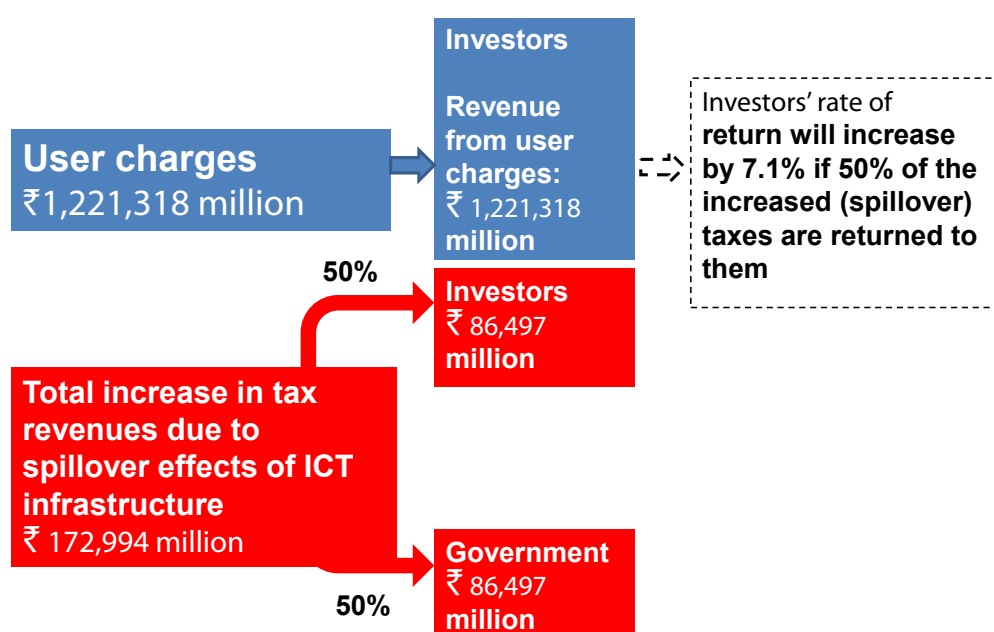 User charges
₹1,221,318 million
Investors
Revenue
from user
charges:
₹ 1,221,318
million
Investors’ rate of
return will increase
by 7.1% if 50% of the
increased (spillover)
taxes are returned to
them
50%
Investors
₹ 86,497
million
Total increase in tax
revenues due to
spillover effects of ICT
infrastructure
₹ 172,994 million
Government
₹ 86,497
million
50%